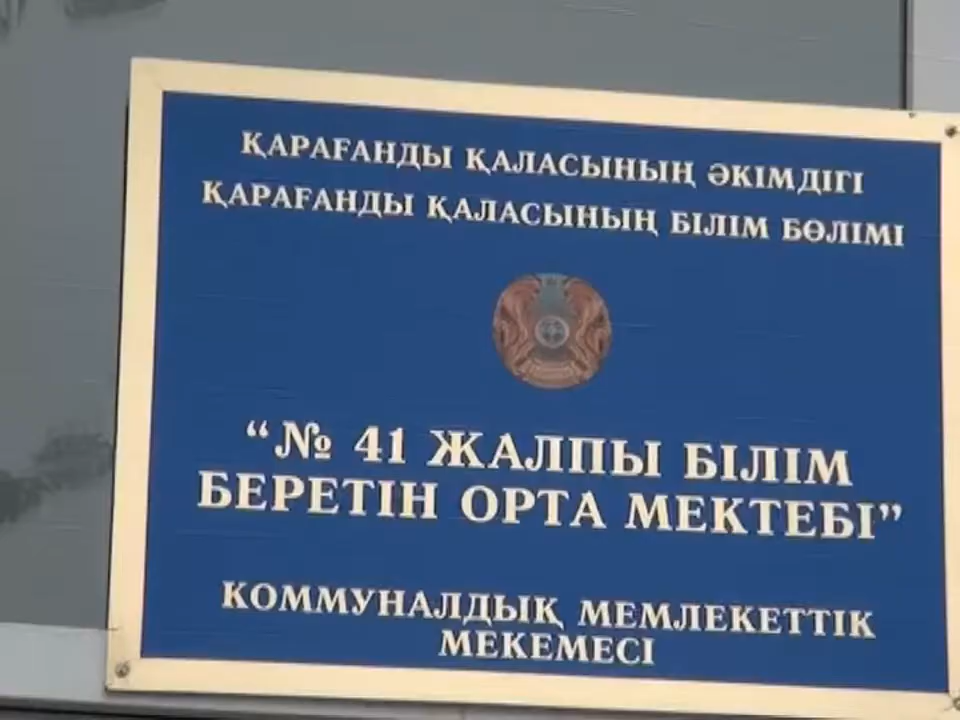 ҚАРАҒАНДЫ ҚАЛАСЫНЫҢ ӘКІМДІГІ
ҚАРАҒАНДЫ ҚАЛАСЫНЫҢ БІЛІМ БӨЛІМІ
“№ 41 ЖАЛПЫ БІЛІМ
БЕРЕТІН ОРТА МЕКТЕБІ”
КОММУНАЛДЫҚ МЕМЛЕКЕТТІК
МЕКЕМЕСІ